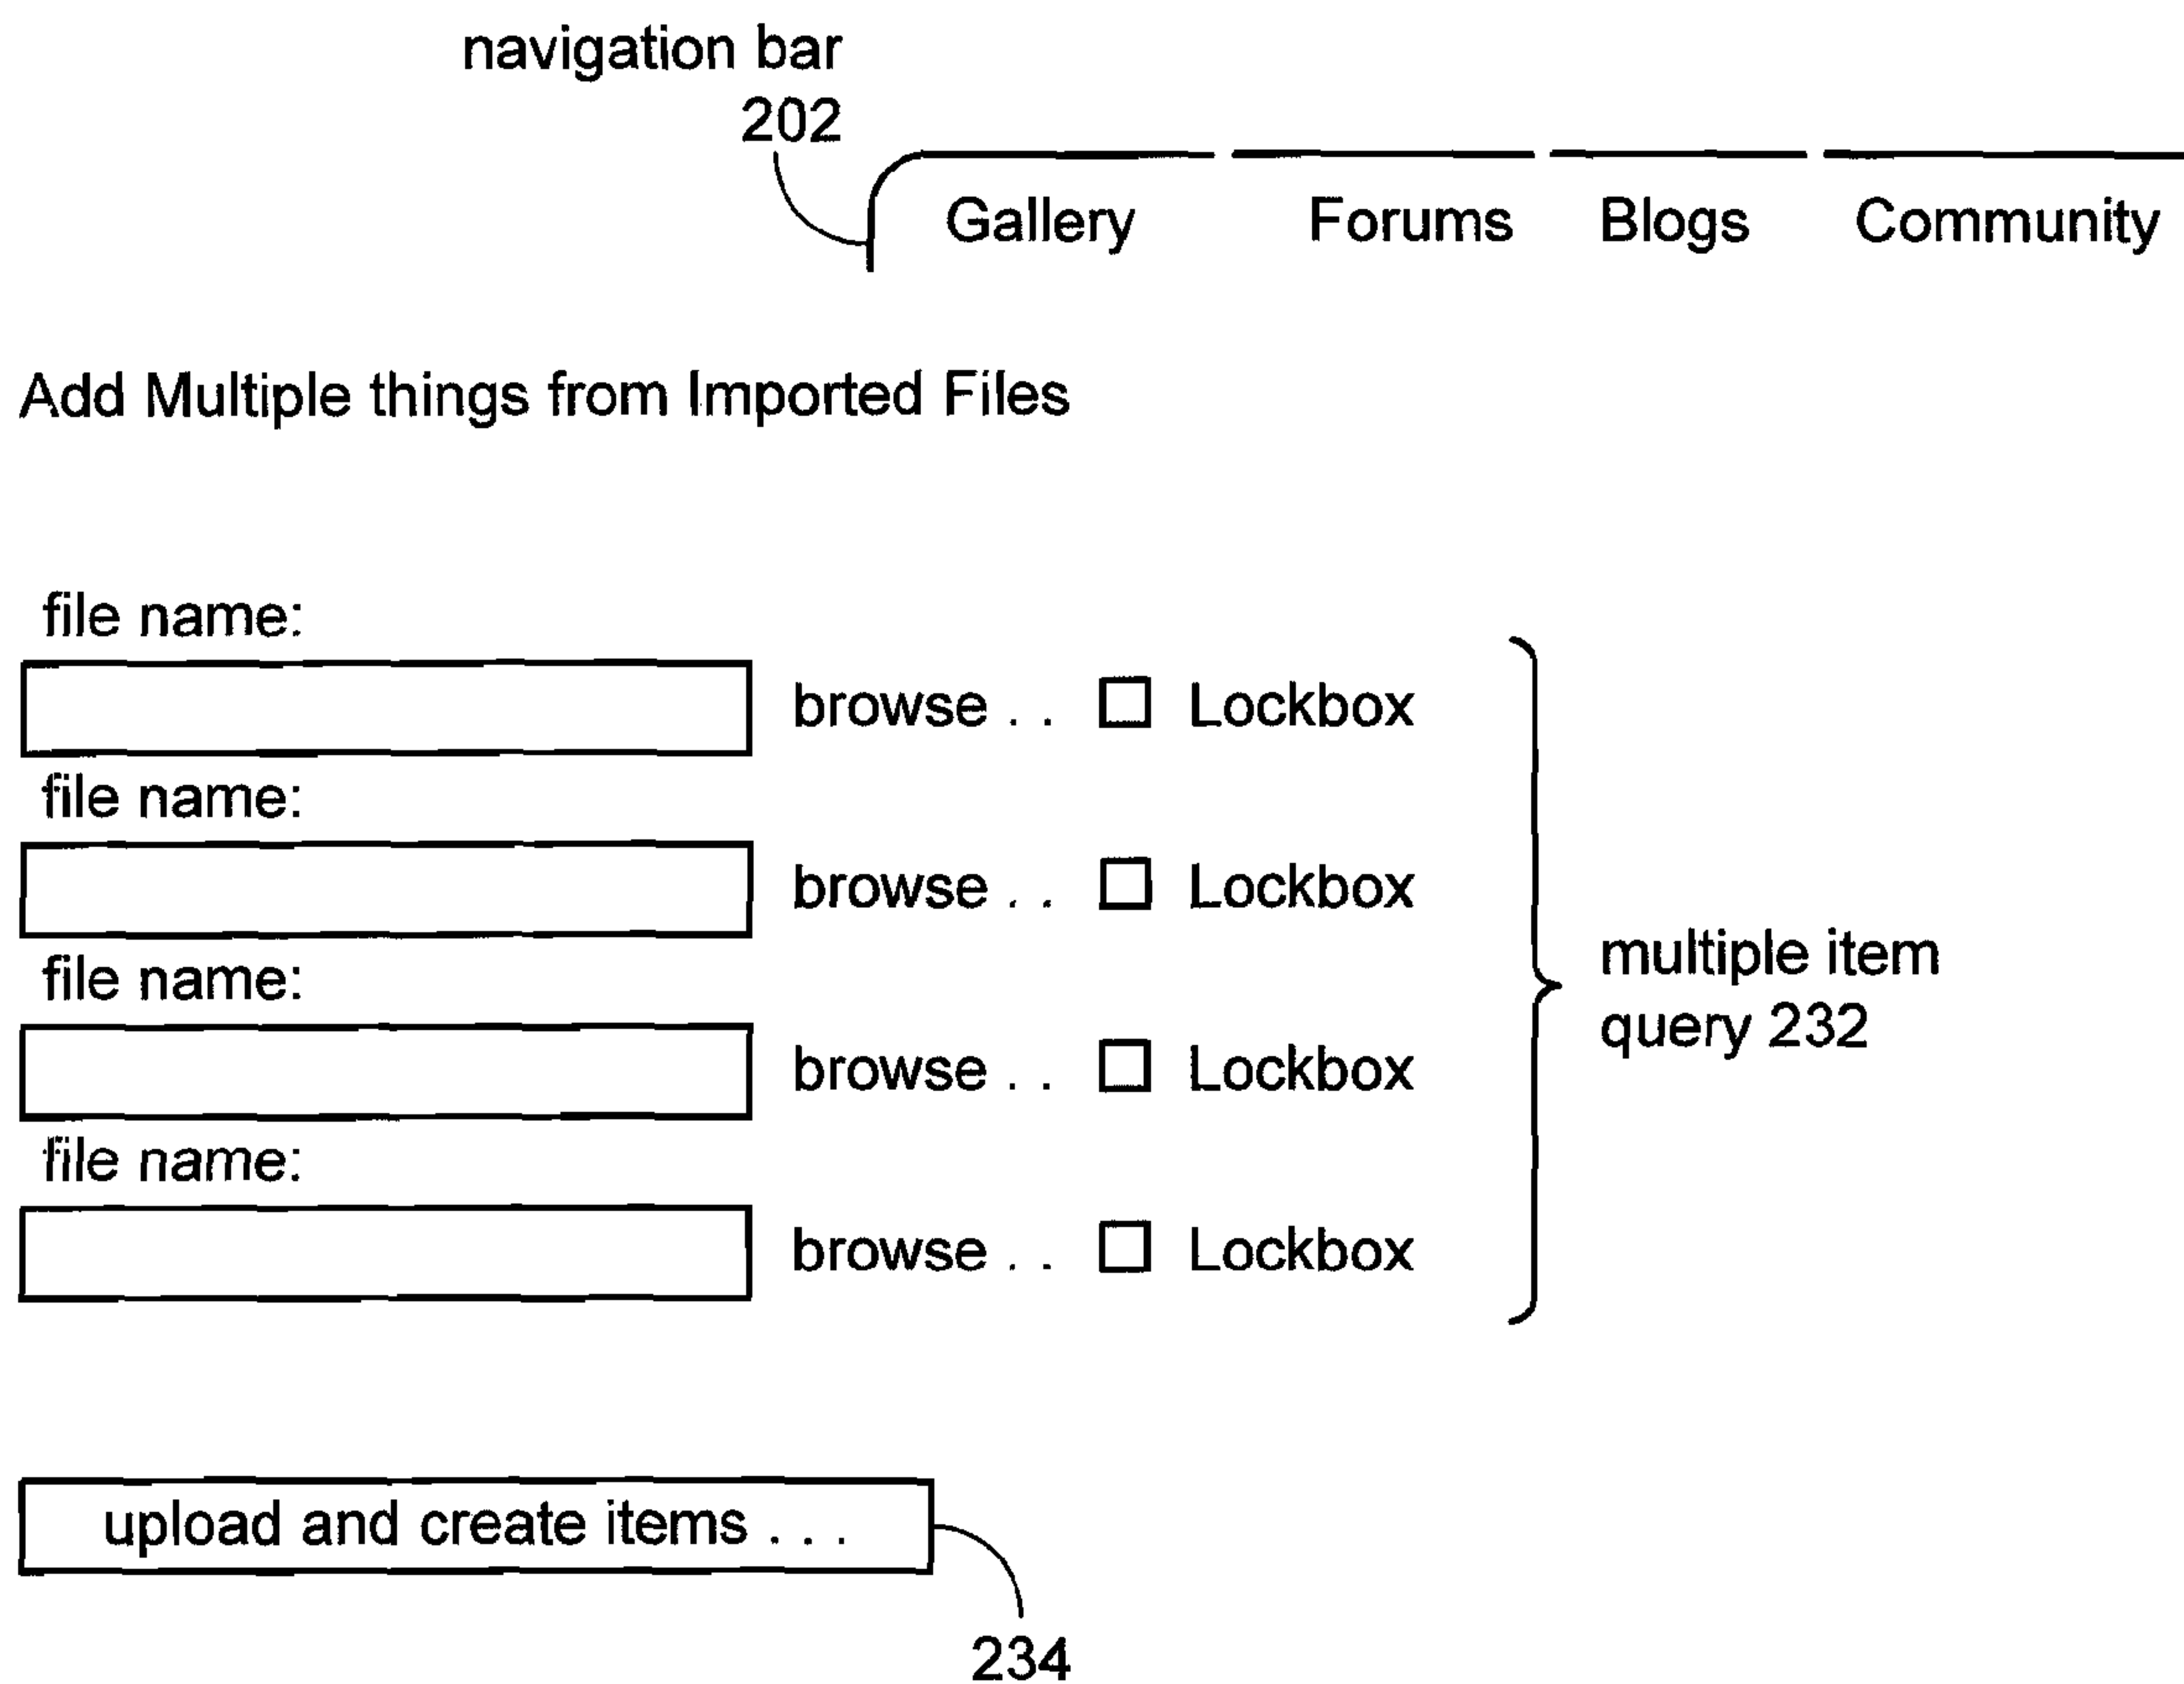 navigation bar
202
Gallery Forums Blogs Community
Add Multiple things from Imported Files
file name:
browse . . Lockbox
file name:
browse . . Lockbox
file name:
browse . . Lockbox
file name:
browse . . Lockbox
multiple item
query 232
upload and create items . . .
234